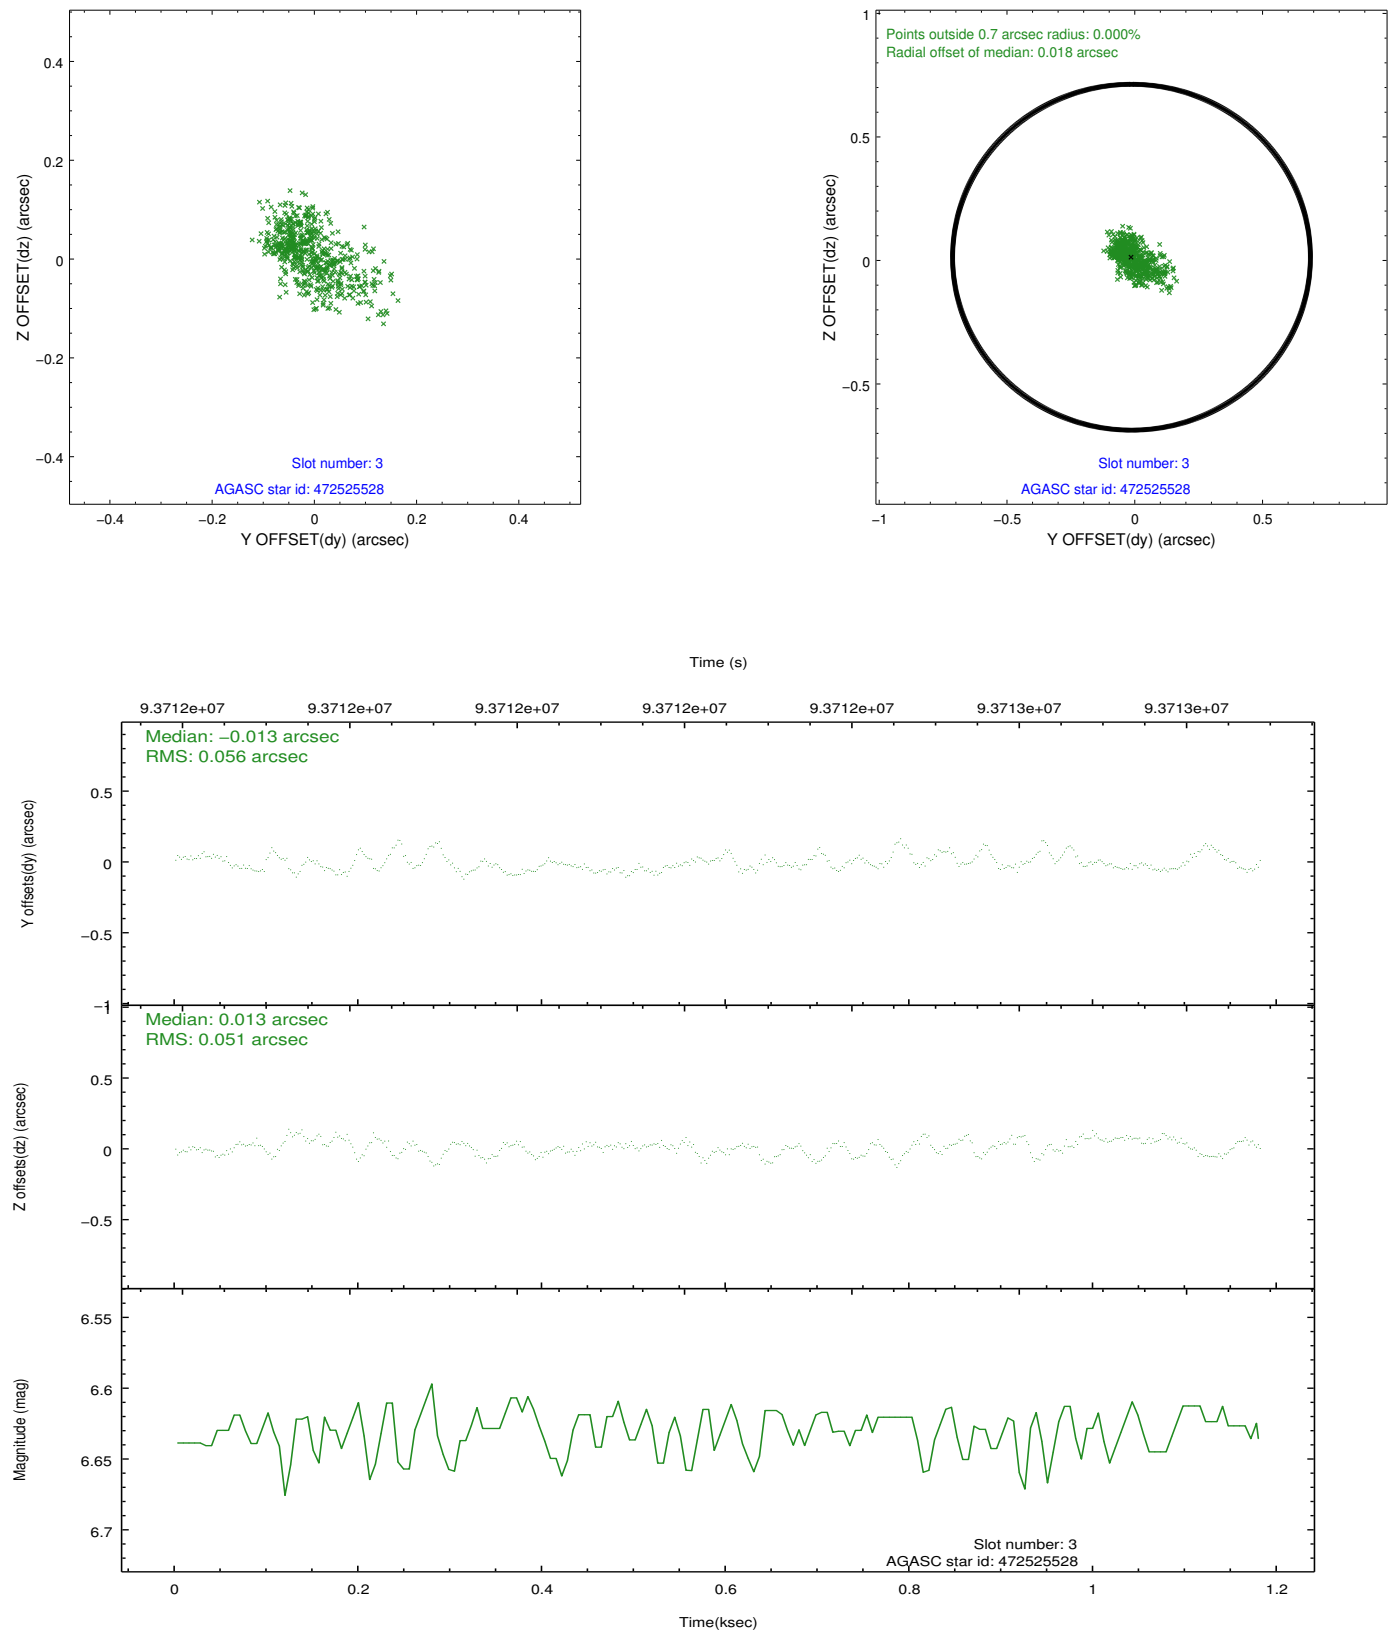 0.4
0.2
0
−0.2
−0.4
Z OFFSET(dz) (arcsec)
Slot number: 3
AGASC star id: 472525528
−0.4
−0.2
0
0.2
0.4
Y OFFSET(dy) (arcsec)
Points outside 0.7 arcsec radius: 0.000%
Radial offset of median: 0.018 arcsec
1
0.5
0
−0.5
Z OFFSET(dz) (arcsec)
Slot number: 3
AGASC star id: 472525528
−1
−0.5
0
0.5
Y OFFSET(dy) (arcsec)
Time (s)
9.3712e+07
9.3712e+07
9.3712e+07
9.3712e+07
9.3712e+07
9.3713e+07
9.3713e+07
Median: −0.013 arcsec
RMS: 0.056 arcsec
0.5
0
−0.5
−1
Y offsets(dy) (arcsec)
1
Median: 0.013 arcsec
RMS: 0.051 arcsec
0.5
0
−0.5
Z offsets(dz) (arcsec)
6.55
6.6
6.65
6.7
Magnitude (mag)
Slot number: 3
AGASC star id: 472525528
0
0.2
0.4
0.6
0.8
1
1.2
Time(ksec)